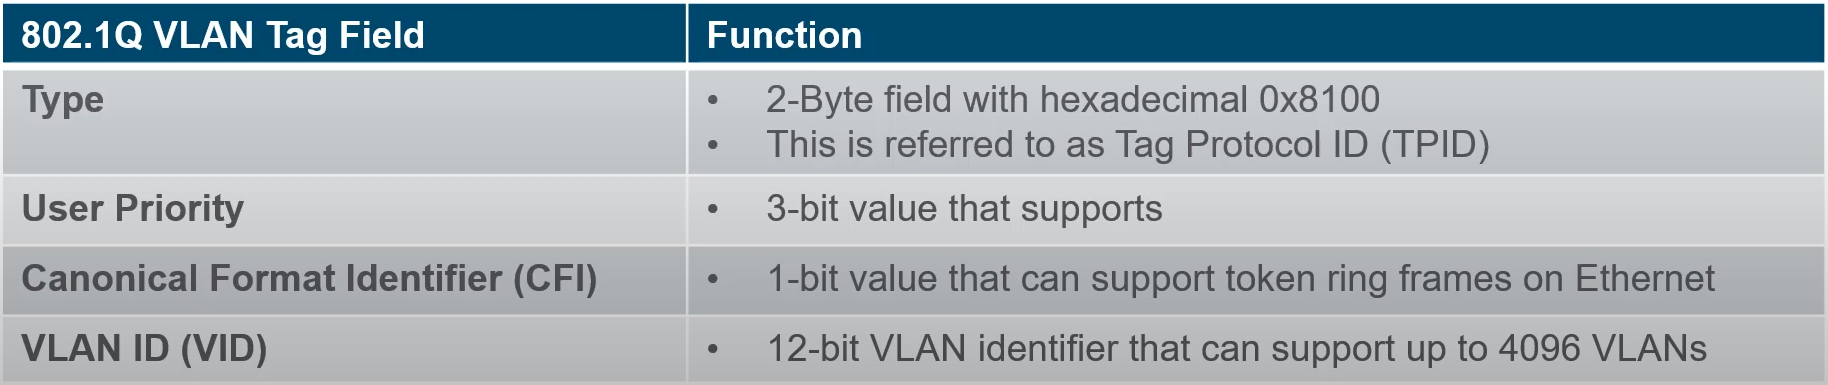 802.1Q VLAN Tag Field Function
Type
• 2-Byte field with hexadecimal 0x8100
• This is referred to as Tag Protocol ID (TPID)
User Priority • 3-bit value that supports
Canonical Format Identifier (CFI) • 1-bit value that can support token ring frames on Ethernet
VLAN ID (VID) • 12-bit VLAN identifier that can support up to 4096 VLANs